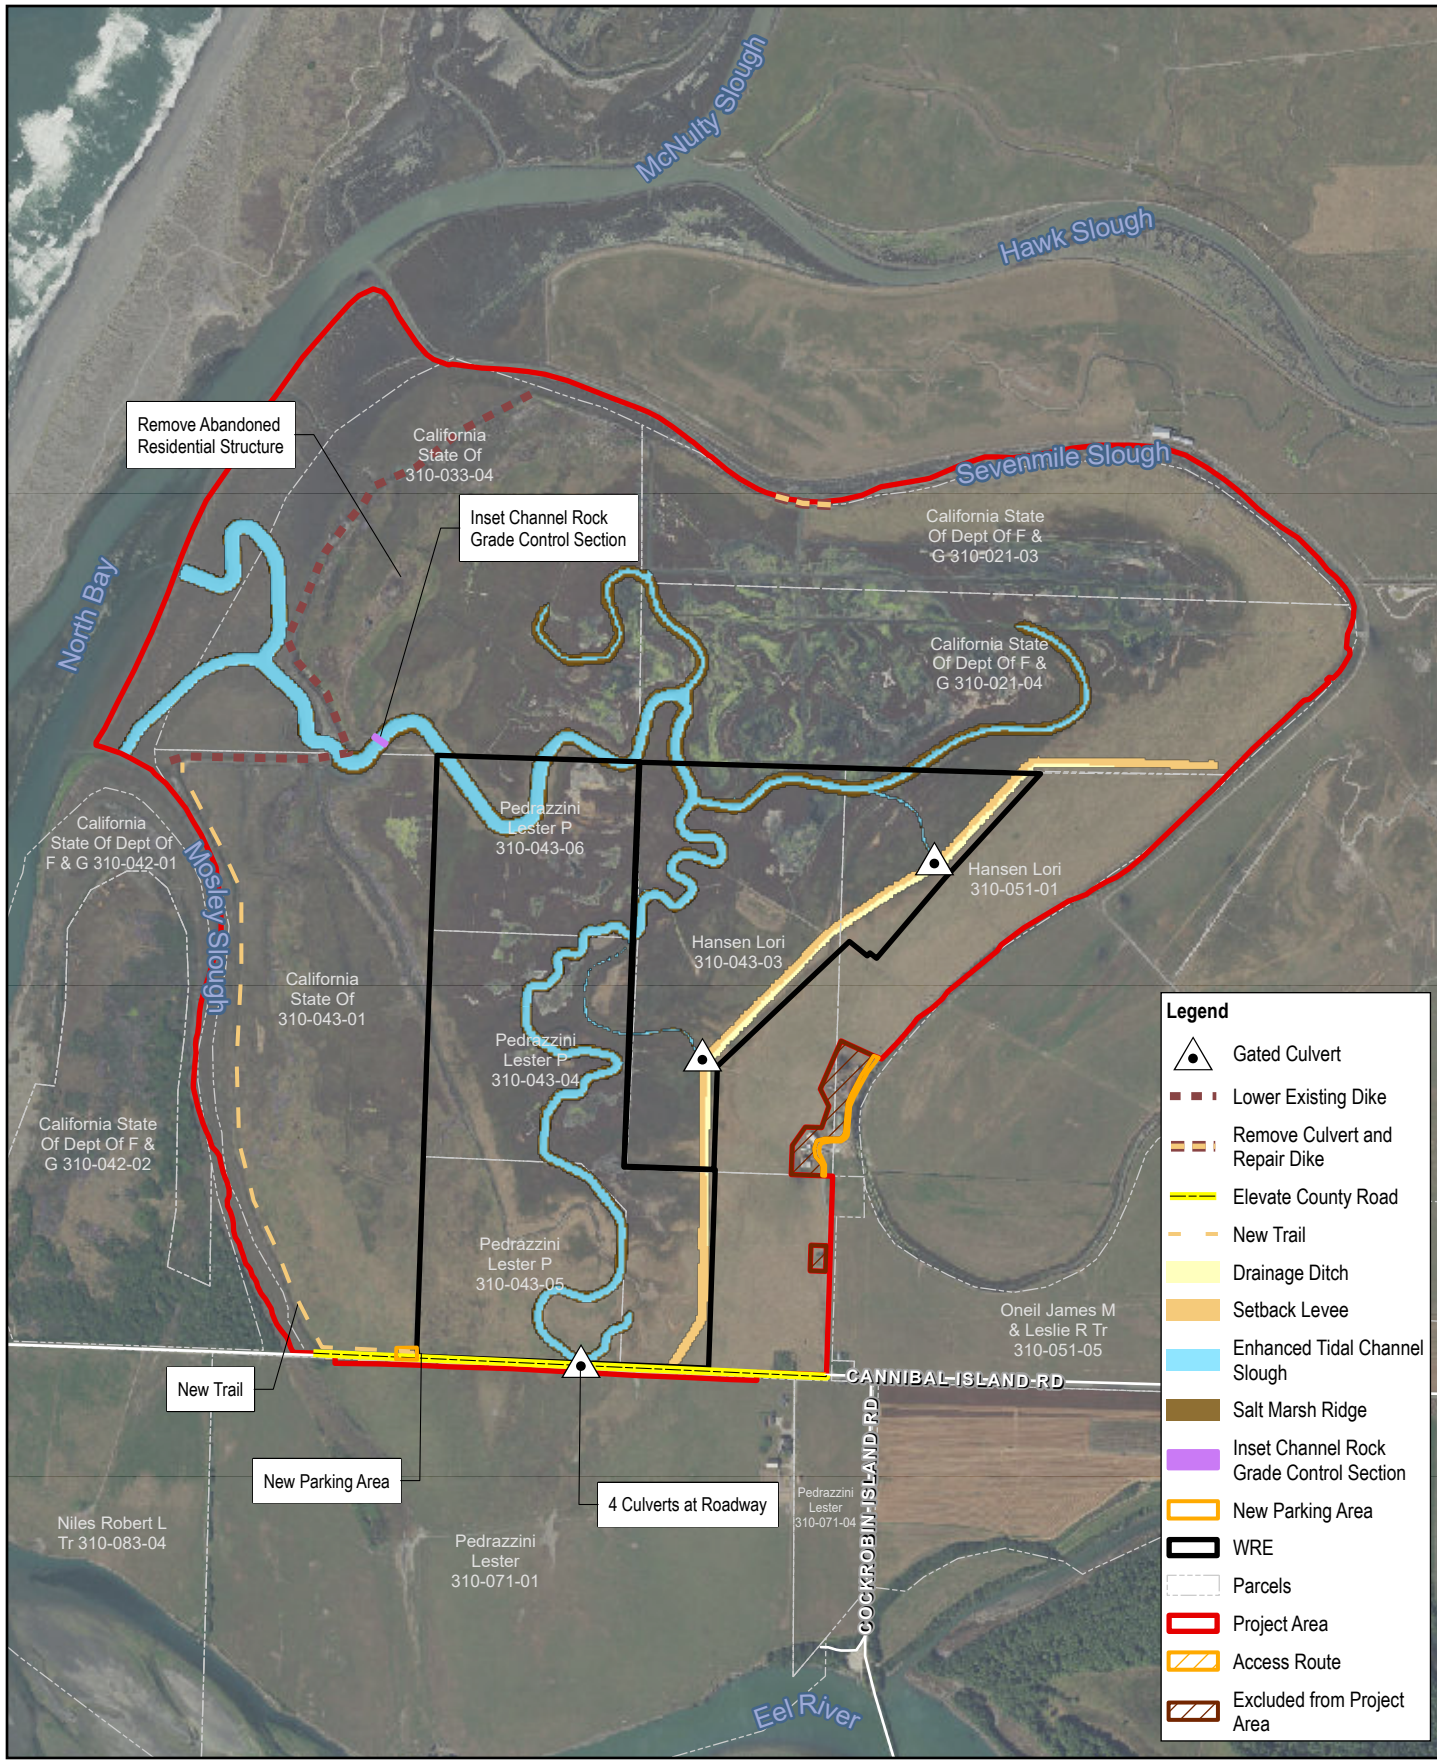 McNulty Slough
Hawk Slough
Remove Abandoned
Residential Structure
California
State Of
310-033-04
Sevenmile Slough
Inset Channel Rock
Grade Control Section
California State
Of Dept Of F &
G 310-021-03
North Bay
California State
Of Dept Of F &
G 310-021-04
Pedrazzini
Lester P
310-043-06
California
State Of Dept Of
F & G 310-042-01
Mosley Slough
Hansen Lori
310-051-01
Hansen Lori
310-043-03
California
State Of
310-043-01
Pedrazzini
Lester P
310-043-04
California State
Of Dept Of F &
G 310-042-02
Pedrazzini
Lester P
310-043-05
Oneil James M
& Leslie R Tr
310-051-05
New Trail
CANNIBAL ISLAND RD
New Parking Area
4 Culverts at Roadway
COCKROBIN ISLAND RD
Pedrazzini
Lester
310-071-04
Niles Robert L
Tr 310-083-04
Pedrazzini
Lester
310-071-01
Eel River
Legend
Gated Culvert
Lower Existing Dike
Remove Culvert and
Repair Dike
Elevate County Road
New Trail
Drainage Ditch
Setback Levee
Enhanced Tidal Channel
Slough
Salt Marsh Ridge
Inset Channel Rock
Grade Control Section
New Parking Area
WRE
Parcels
Project Area
Access Route
Excluded from Project
Area